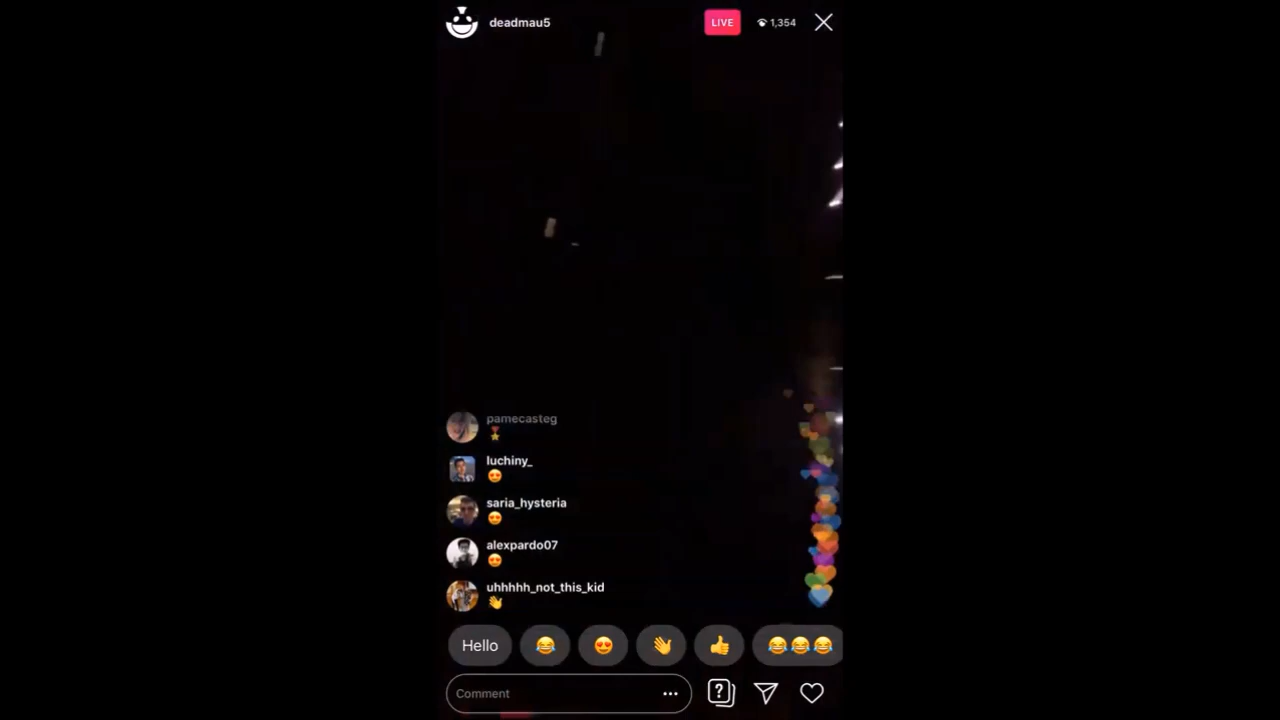 deadmau5
LIVE
1,354
pamecasteg
luchiny_
saria_hysteria
alexpardo07
uhhhhh_not_this_kid
Hello
Comment